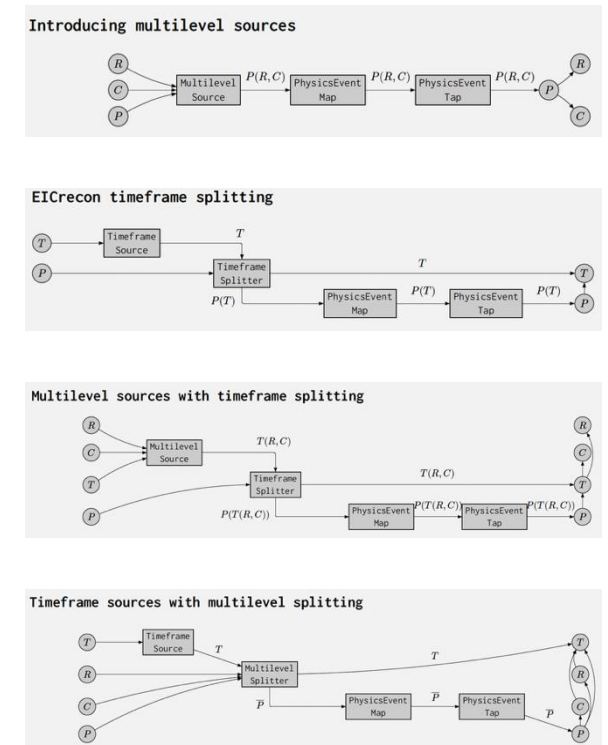 Introducing multilevel sources
R
C
P
Multilevel
Source
P(R, C)
PhysicsEvent
Map
P(R, C)
PhysicsEvent
Tap
P(R, C)
P
R
C
EICrecon timeframe splitting
T
P
Timeframe
Source
T
Timeframe
Splitter
T
P(T)
PhysicsEvent
Map
P(T)
PhysicsEvent
Tap
P(T)
T
P
Multilevel sources with timeframe splitting
R
C
T
P
Multilevel
Source
T(R, C)
Timeframe
Splitter
T(R, C)
P(T(R, C))
PhysicsEvent
Map
P(T(R, C))
PhysicsEvent
Tap
P(T(R, C))
R
C
T
P
Timeframe sources with multilevel splitting
T
R
C
P
Timeframe
Source
T
Multilevel
Splitter
T
P̅
PhysicsEvent
Map
P̅
PhysicsEvent
Tap
P̅
T
R
C
P